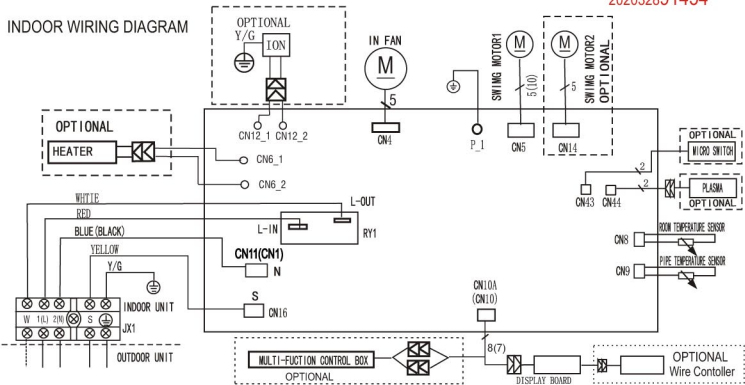 20203289​1494
INDOOR WIRING DIAGRAM
OPTIONAL
Y/G
ION
IN FAN
M
5
SWING MOTOR1
M
5(10)
M
5
SWING MOTOR2
OPTIONAL
OPTIONAL
HEATER
CN12_1 CN12_2
CN4
P_1
CN5
CN14
CN6_1
CN6_2
OPTIONAL
MICRO SWITCH
2
2
PLASMA
OPTIONAL
CN43
CN44
WHTIE
L-OUT
RED
L-IN
RY1
BLUE(BLACK)
CN11(CN1)
N
YELLOW
Y/G
CN8
ROOM TEMPERATURE SENSOR
CN9
PIPE TEMPERATURE SENSOR
S
CN16
CN10A
(CN10)
INDOOR UNIT
W 1(L) 2(N) S
JX1
OUTDOOR UNIT
8(7)
MULTI-FUCTION CONTROL BOX
OPTIONAL
DISPLAY BOARD
OPTIONAL
Wire Contoller